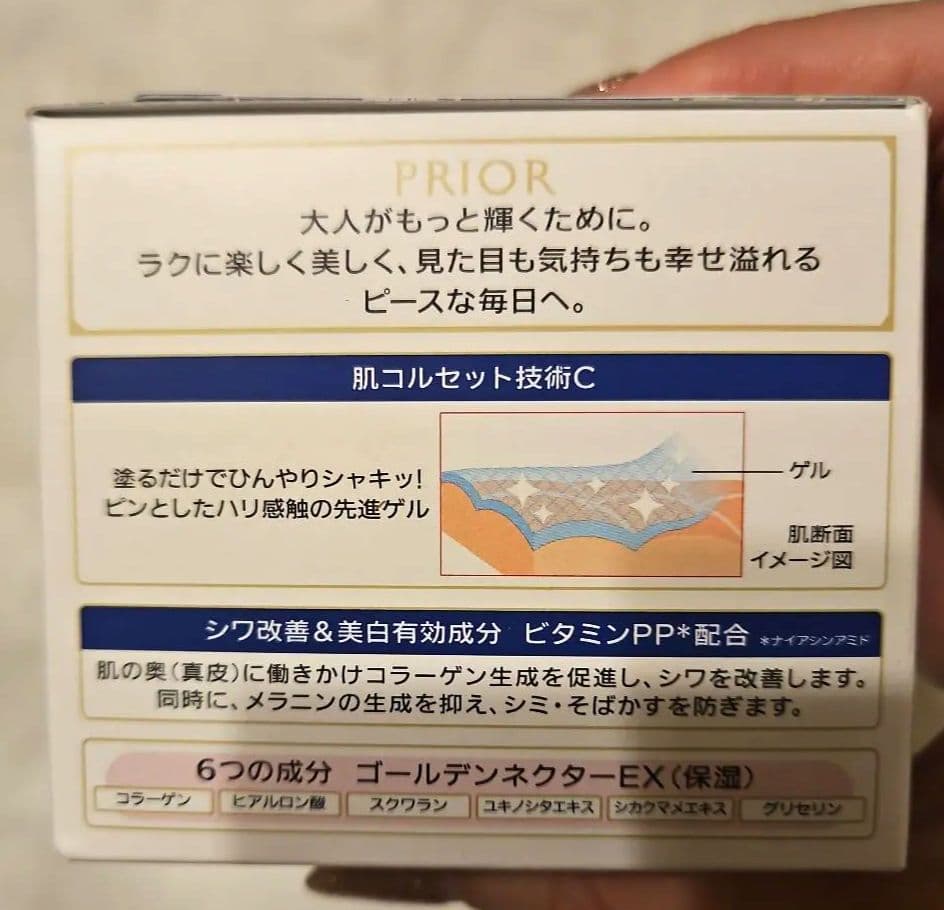 PRIOR
大人がもっと輝くために。
ラクに楽しく美しく、見た目も気持ちも幸せ溢れる
ピースな毎日へ。
肌コルセット技術C
塗るだけでひんやりシャキッ!
ピンとしたハリ感触の先進ゲル
ゲル
肌断面
イメージ図
シワ改善&美白有効成分 ビタミンPP*配合 *ナイアシンアミド
肌の奥(真皮)に働きかけコラーゲン生成を促進し、シワを改善します。
同時に、メラニンの生成を抑え、シミ・そばかすを防ぎます。
6つの成分 ゴールデンネクターEX(保湿)
コラーゲン ヒアルロン酸 スクワラン ユキノシタエキス シカクマメエキス グリセリン